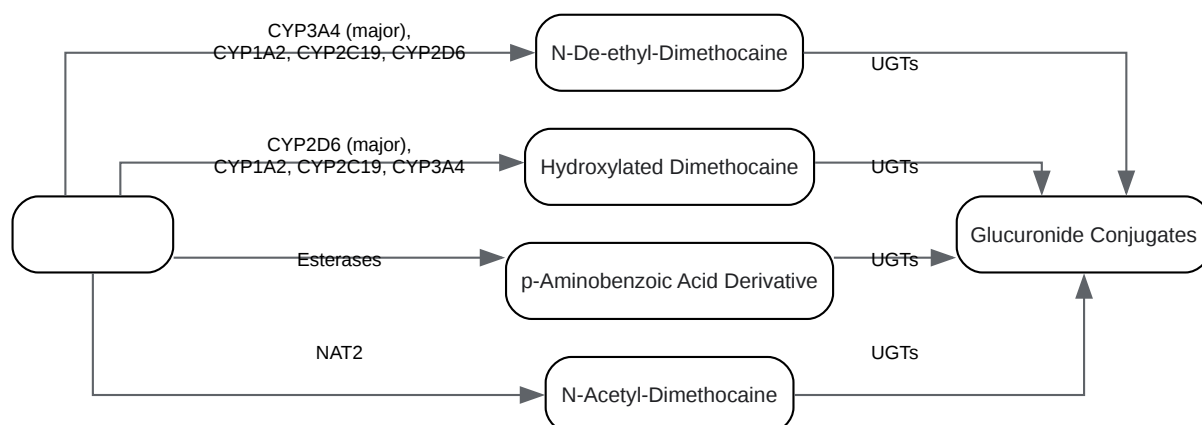 CYP3A4 (major),
CYP1A2, CYP2C19, CYP2D6
N-De-ethyl-Dimethocaine
UGTs
CYP2D6 (major),
CYP1A2, CYP2C19, CYP3A4
Hydroxylated Dimethocaine
UGTs
Glucuronide Conjugates
Esterases
p-Aminobenzoic Acid Derivative
UGTs
NAT2
N-Acetyl-Dimethocaine
UGTs